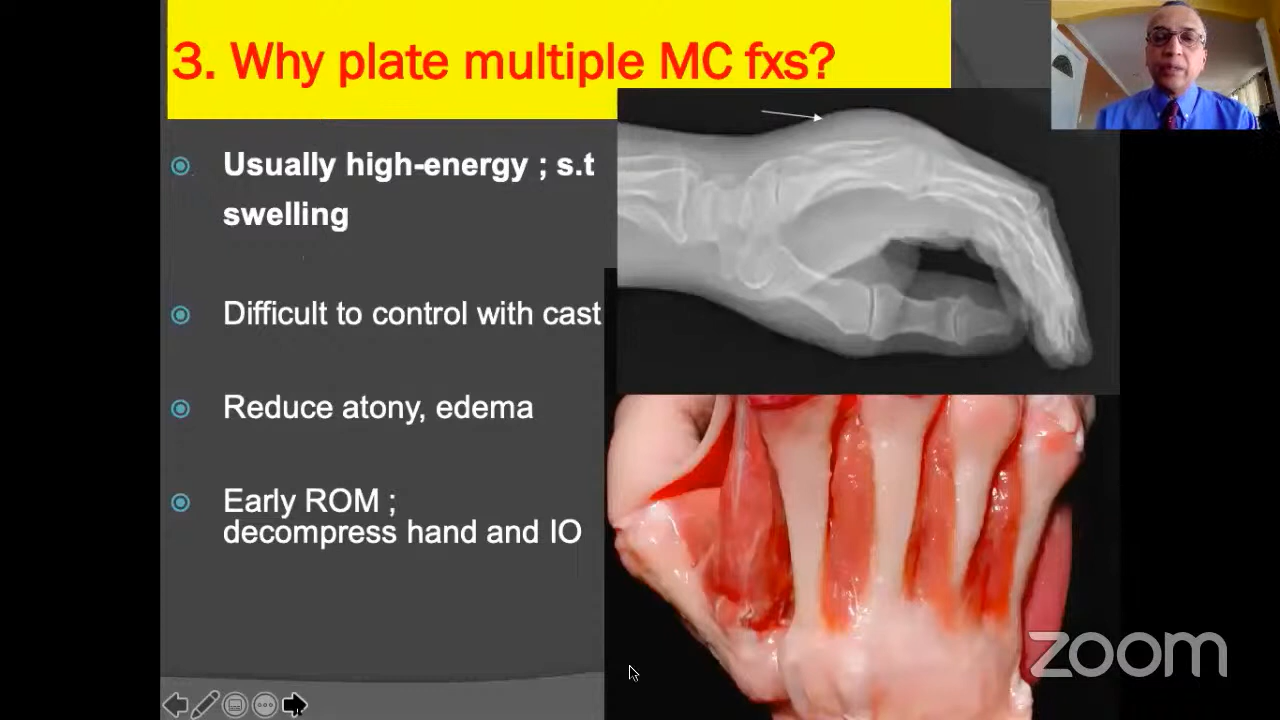 3. Why plate multiple MC fxs?
Usually high-energy ; s.t
swelling
Difficult to control with cast
Reduce atony, edema
Early ROM ;
decompress hand and IO
zoom